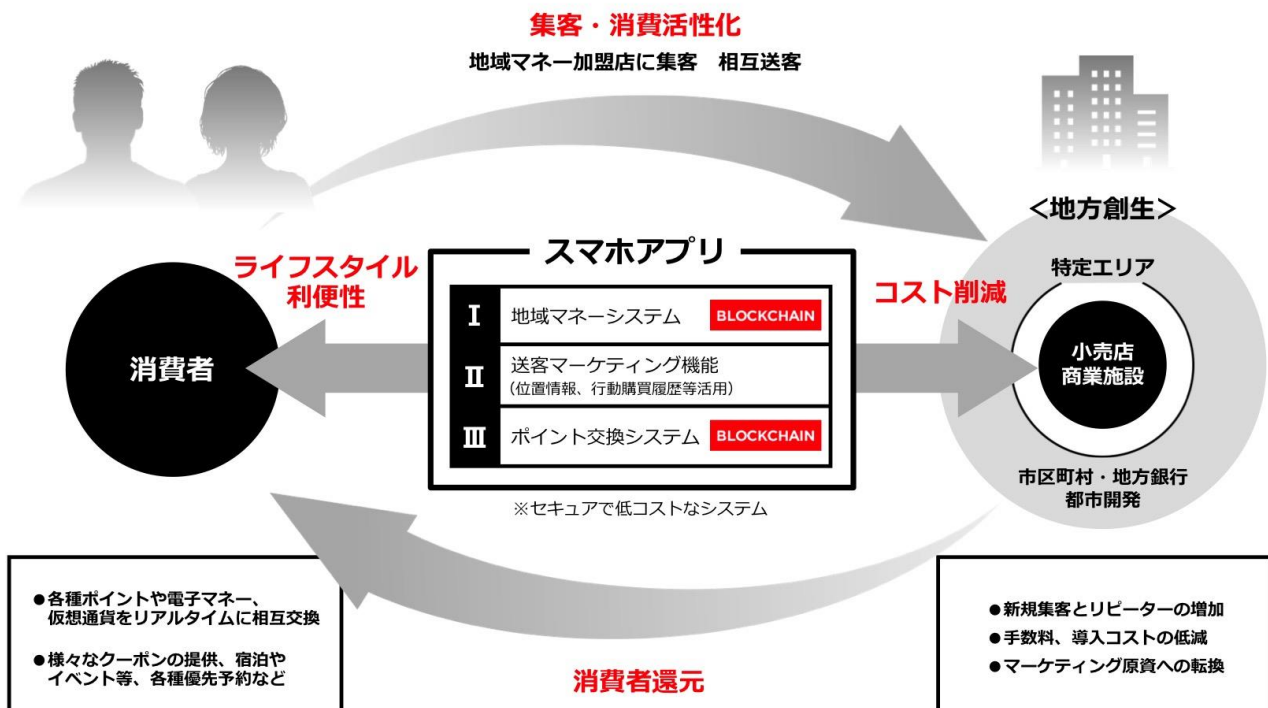 集客・消費活性化
地域マネー加盟店に集客　相互送客
<地方創生>
特定エリア
小売店
商業施設
市区町村・地方銀行
都市開発
ライフスタイル
利便性
消費者
コスト削減
スマホアプリ
Ⅰ 地域マネーシステム BLOCKCHAIN
Ⅱ 送客マーケティング機能
(位置情報、行動購買履歴等活用)
Ⅲ ポイント交換システム BLOCKCHAIN
※セキュアで低コストなシステム
●各種ポイントや電子マネー、
仮想通貨をリアルタイムに相互交換
●様々なクーポンの提供、宿泊や
イベント等、各種優先予約など
消費者還元
●新規集客とリピーターの増加
●手数料、導入コストの低減
●マーケティング原資への転換